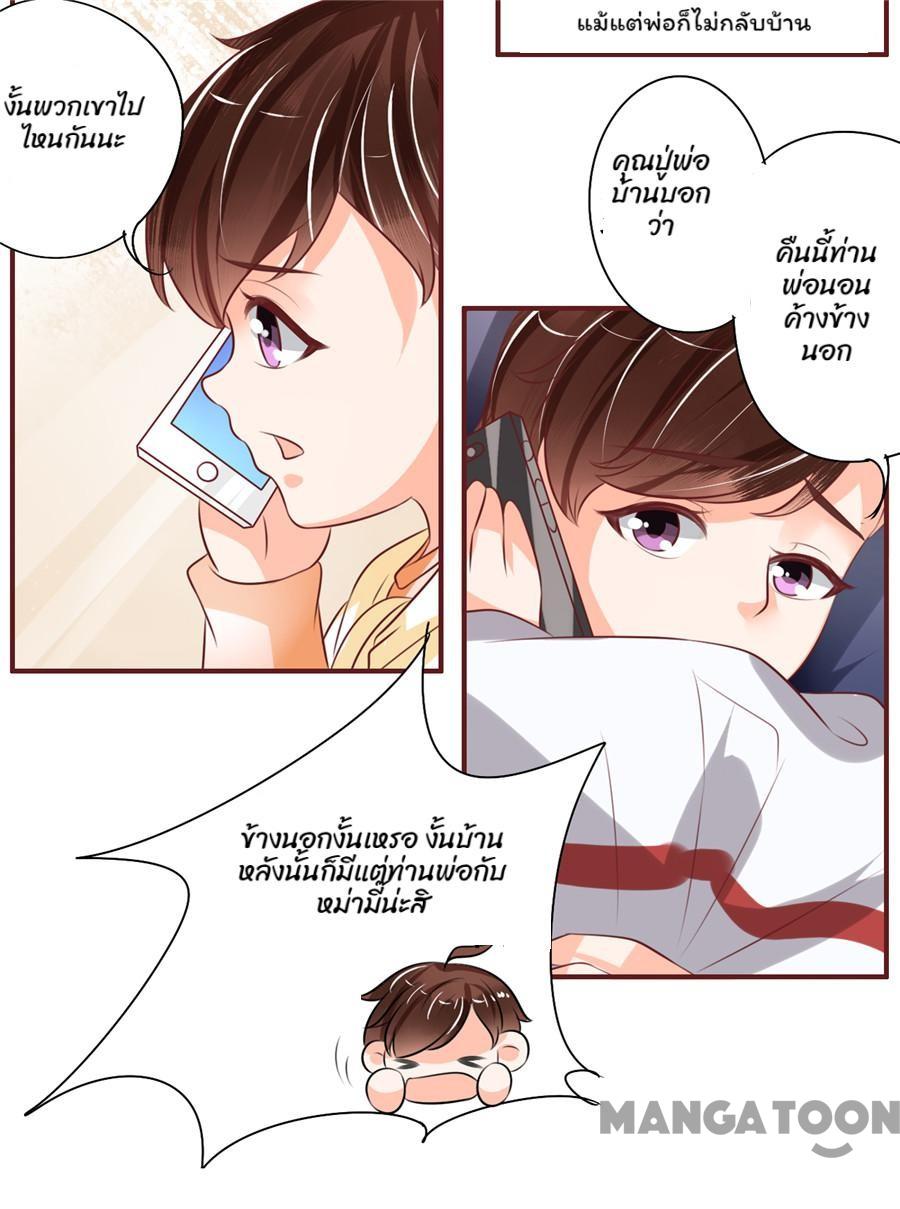 แม้แต่พ่อก็ไม่กลับบ้าน
งั้นพวกเขาไป
ไหนกันนะ
คุณปู่พ่อ
บ้านบอก
ว่า
คืนนี้ท่าน
พ่อนอน
ค้างข้าง
นอก
ข้างนอกงั้นเหรอ งั้นบ้าน
หลังนั้นก็มีแต่ท่านพ่อกับ
หม่ามี๊น่ะสิ
MANGATOON